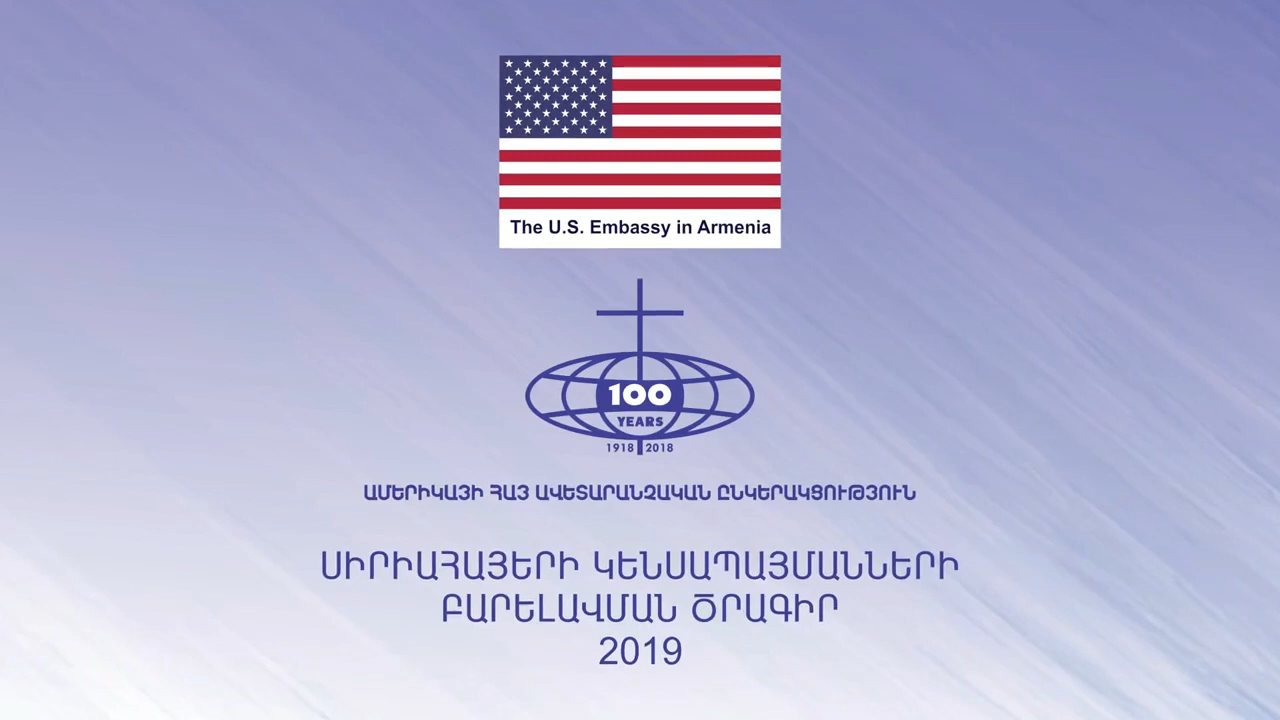 The U.S. Embassy in Armenia
100
YEARS
1918 2018
ԱՄԵՐԻԿԱՅԻ ՀԱՅ ԱՎԵՏԱՐԱՆՉԱԿԱՆ ԸՆԿԵՐԱԿՑՈՒԹՅՈՒՆ
ՍԻՐԻԱՀԱՅԵՐԻ ԿԵՆՍԱՊԱՅՄԱՆՆԵՐԻ
ԲԱՐԵԼԱՎՄԱՆ ԾՐԱԳԻՐ
2019